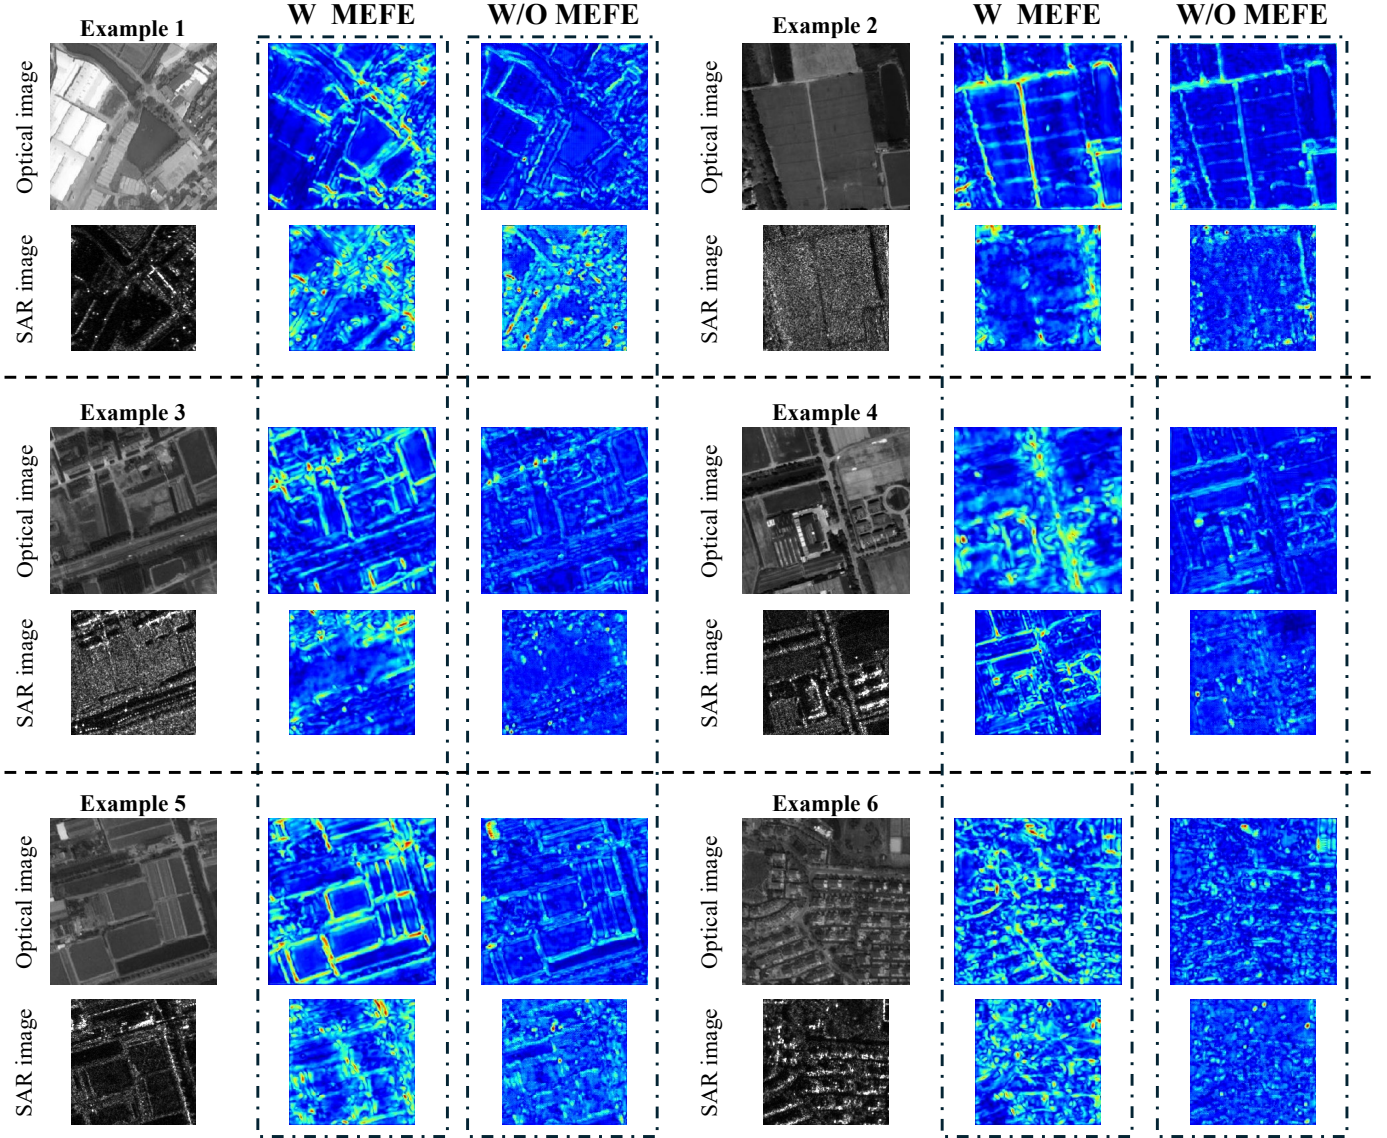 W MEFE W/O MEFE W MEFE W/O MEFE
Example 1 Example 2
Optical image Optical image
SAR image SAR image
Example 3 Example 4
Optical image Optical image
SAR image SAR image
Example 5 Example 6
Optical image Optical image
SAR image SAR image